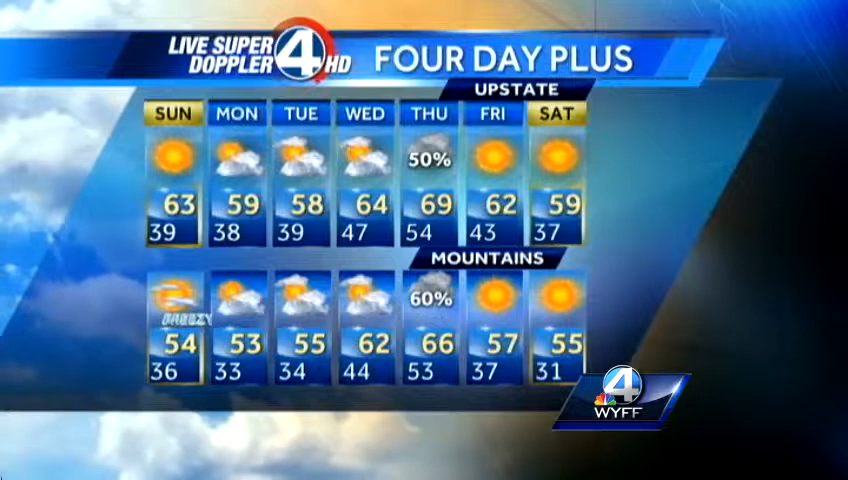 LIVE SUPER DOPPLER 4 HD
FOUR DAY PLUS
UPSTATE
SUN MON TUE WED THU FRI SAT
50%
63 59 58 64 69 62 59
39 38 39 47 54 43 37
MOUNTAINS
60%
BREEZY
54 53 55 62 66 57 55
36 33 34 44 53 37 31
4
WYFF